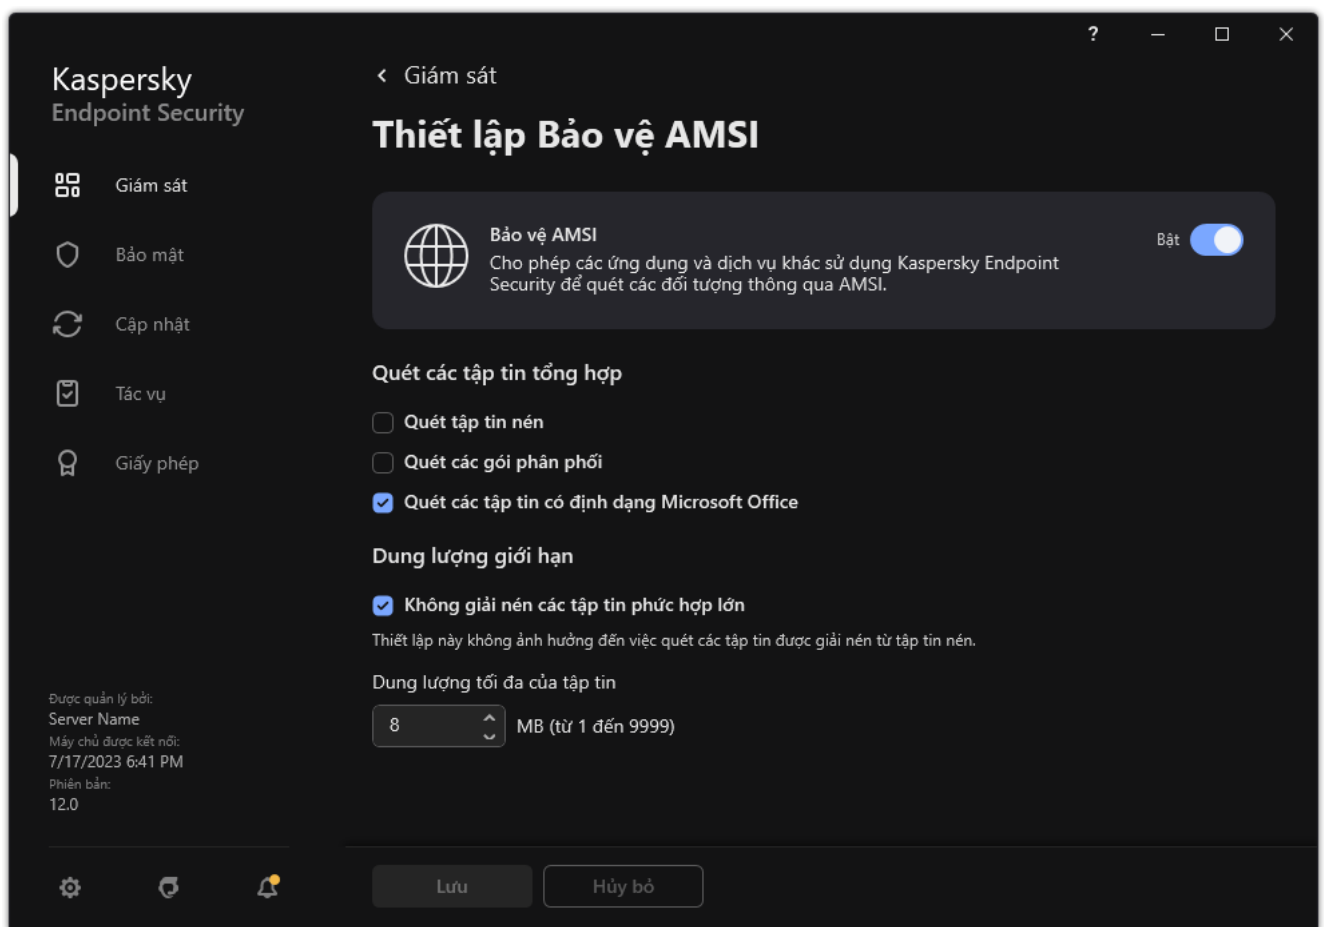 ?
Kaspersky
Endpoint Security
Giám sát
Bảo mật
Cập nhật
Tác vụ
Giấy phép
Được quản lý bởi:
Server Name
Máy chủ được kết nối:
7/17/2023 6:41 PM
Phiên bản:
12.0
Giám sát
Thiết lập Bảo vệ AMSI
Bảo vệ AMSI
Cho phép các ứng dụng và dịch vụ khác sử dụng Kaspersky Endpoint
Security để quét các đối tượng thông qua AMSI.
Bật
Quét các tập tin tổng hợp
Quét tập tin nén
Quét các gói phân phối
Quét các tập tin có định dạng Microsoft Office
Dung lượng giới hạn
Không giải nén các tập tin phức hợp lớn
Thiết lập này không ảnh hưởng đến việc quét các tập tin được giải nén từ tập tin nén.
Dung lượng tối đa của tập tin
8 MB (từ 1 đến 9999)
Lưu Hủy bỏ